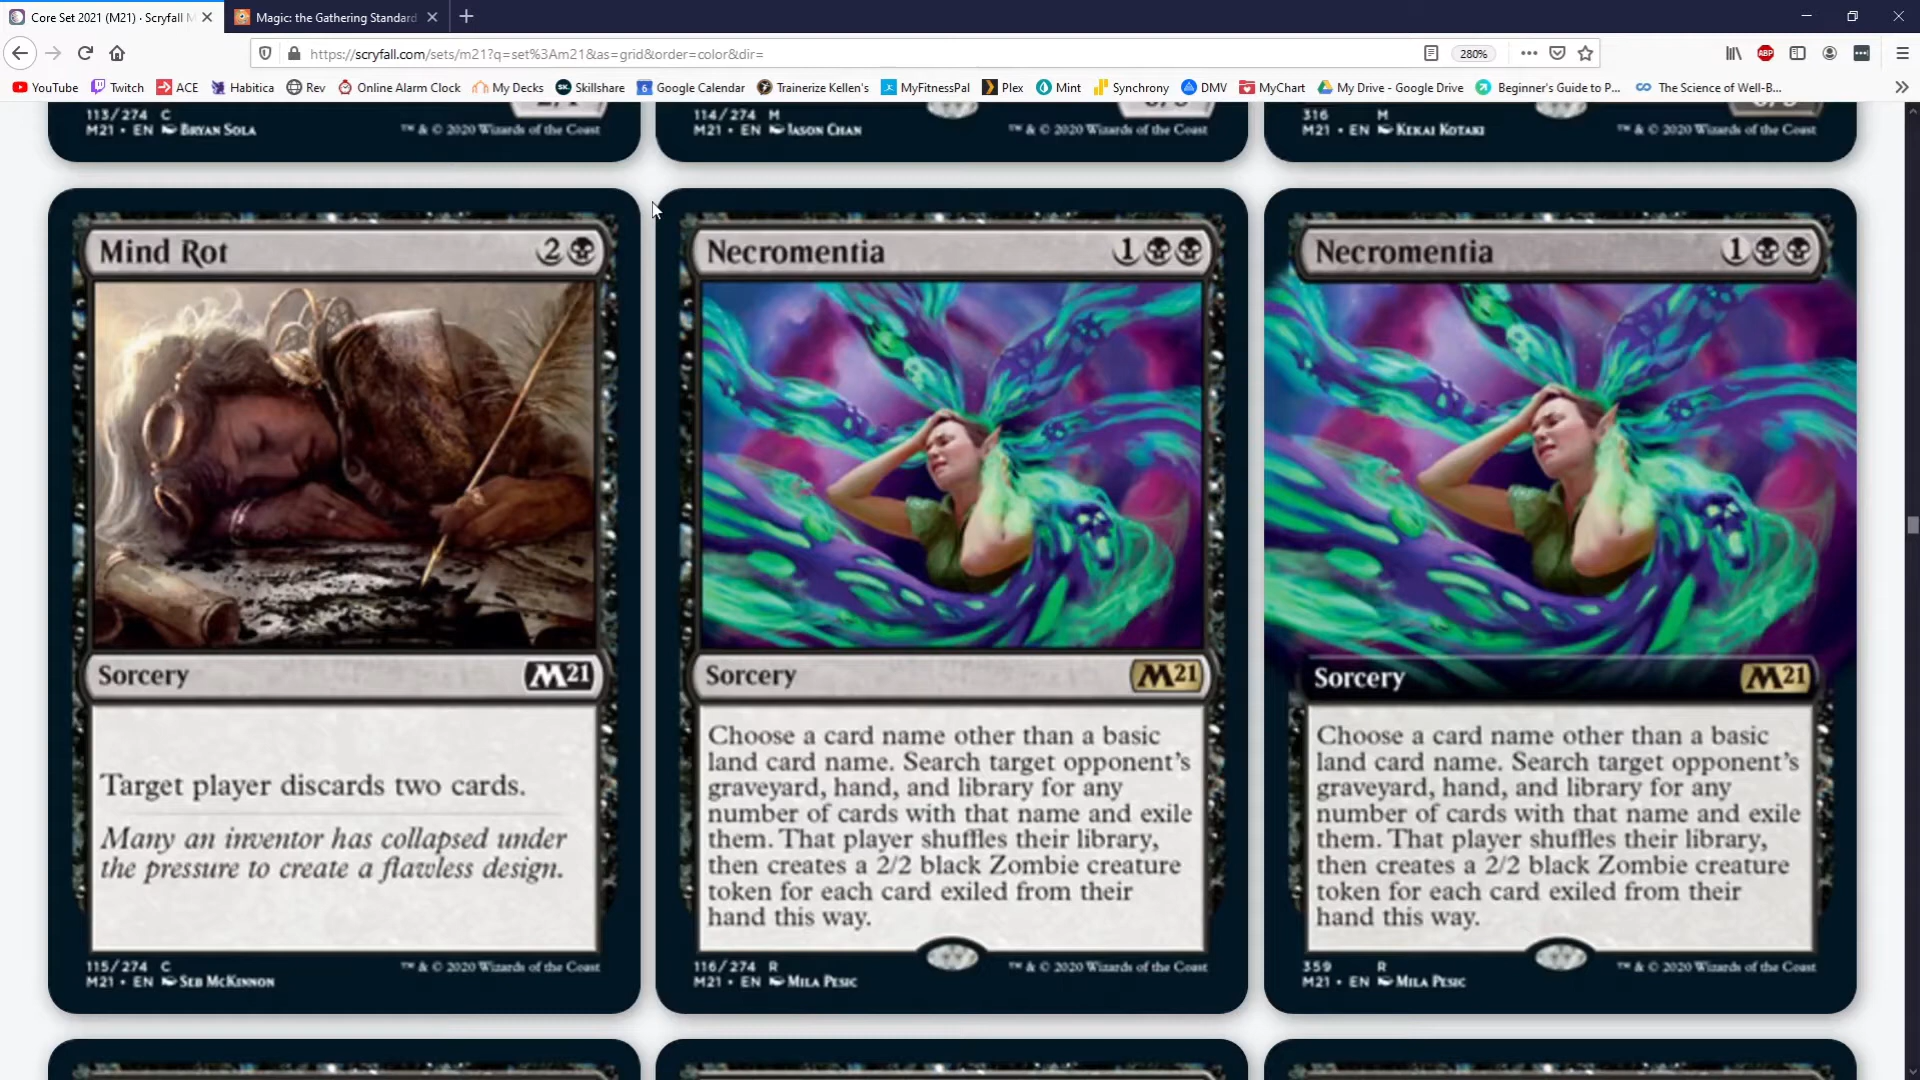 Core Set 2021 (M21) · Scryfall M
Magic: the Gathering Standard
https://scryfall.com/sets/m21?q=set%3Am21&as=grid&order=color&dir=
280%
YouTube
Twitch
ACE
Habitica
Rev
Online Alarm Clock
My Decks
Skillshare
Google Calendar
Trainerize Kellen's
MyFitnessPal
Plex
Mint
Synchrony
DMV
MyChart
My Drive - Google Drive
Beginner's Guide to P...
The Science of Well-B...
113/274 C
M21 • EN BRYAN SOLA
™ & © 2020 Wizards of the Coast
114/274 M
M21 • EN JASON CHAN
™ & © 2020 Wizards of the Coast
316 M
M21 • EN KEKAI KOTAKI
™ & © 2020 Wizards of the Coast
Mind Rot
2
Sorcery
M21
Target player discards two cards.
Many an inventor has collapsed under
the pressure to create a flawless design.
115/274 C
M21 • EN SEB MCKINNON
™ & © 2020 Wizards of the Coast
Necromentia
1
Sorcery
M21
Choose a card name other than a basic
land card name. Search target opponent's
graveyard, hand, and library for any
number of cards with that name and exile
them. That player shuffles their library,
then creates a 2/2 black Zombie creature
token for each card exiled from their
hand this way.
116/274 R
M21 • EN MILA PESIC
™ & © 2020 Wizards of the Coast
Necromentia
1
Sorcery
M21
Choose a card name other than a basic
land card name. Search target opponent's
graveyard, hand, and library for any
number of cards with that name and exile
them. That player shuffles their library,
then creates a 2/2 black Zombie creature
token for each card exiled from their
hand this way.
359 R
M21 • EN MILA PESIC
™ & © 2020 Wizards of the Coast